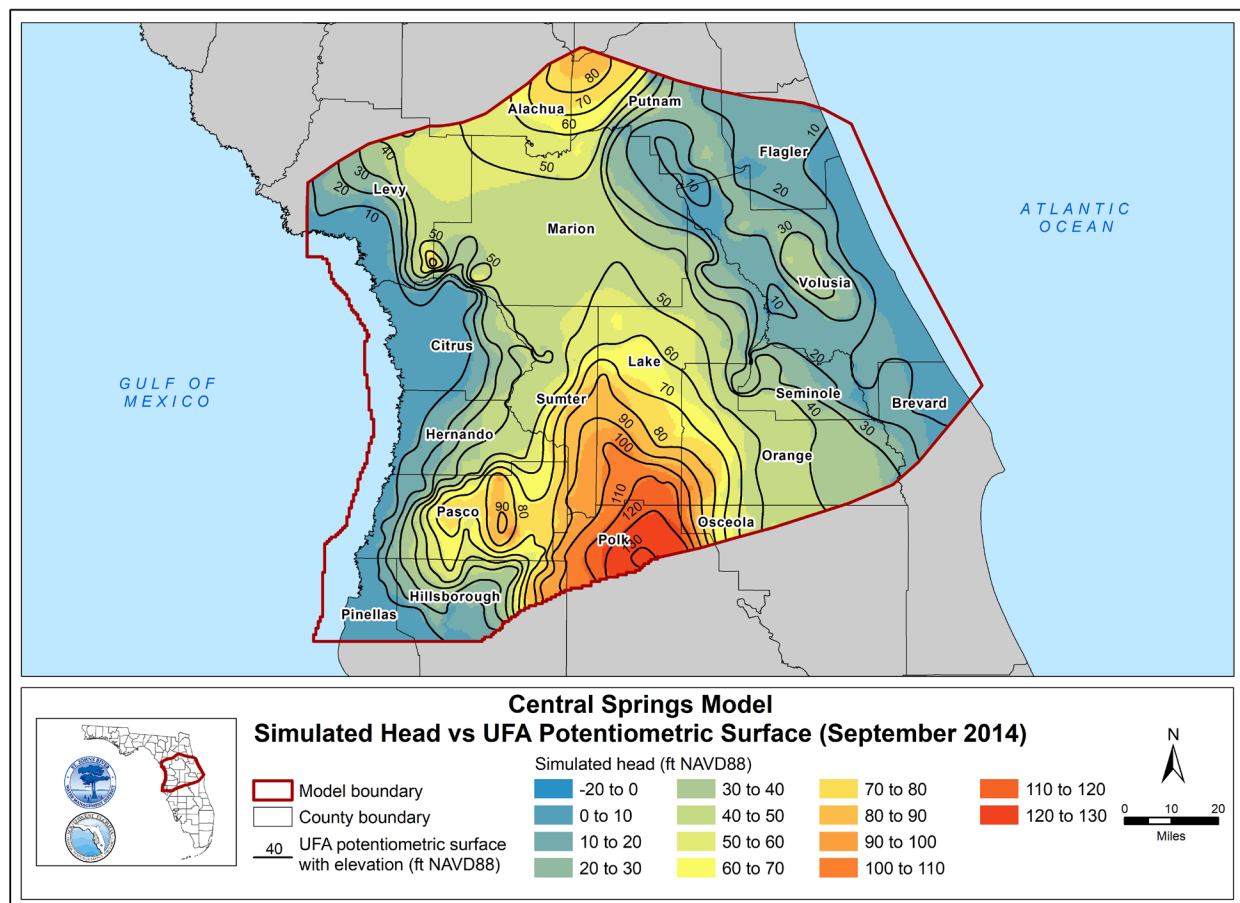 80
70
60
50
Alachua
Putnam
10
Flagler
20
30
40
30
20
10
Levy
10
Marion
ATLANTIC
OCEAN
50
50
30
Volusia
10
50
Citrus
60
Lake
20
GULF OF
MEXICO
70
Seminole
Sumter
40
Brevard
90
80
30
100
Hernando
Orange
110
90
80
120
Pasco
Osceola
Polk
130
Hillsborough
Pinellas
Central Springs Model
Simulated Head vs UFA Potentiometric Surface (September 2014)
Model boundary
County boundary
40 UFA potentiometric surface
with elevation (ft NAVD88)
Simulated head (ft NAVD88)
-20 to 0
0 to 10
10 to 20
20 to 30
30 to 40
40 to 50
50 to 60
60 to 70
70 to 80
80 to 90
90 to 100
100 to 110
110 to 120
120 to 130
N
0 10 20
Miles